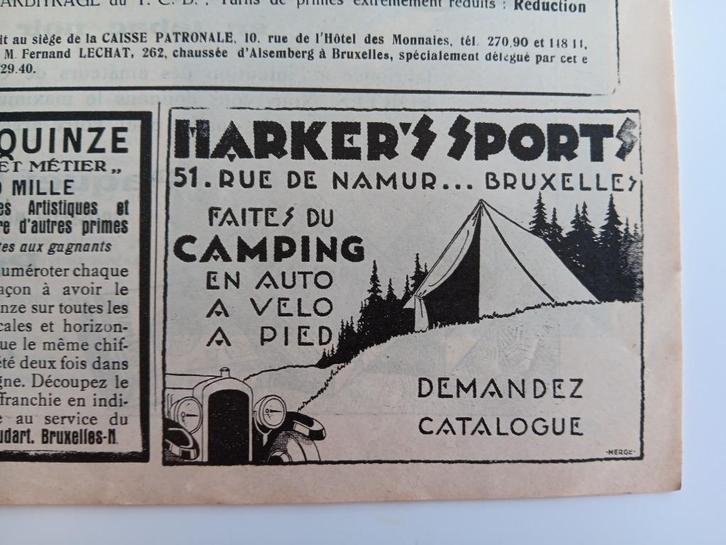 ARBITRAGE du T. C. B. : Tarifs de primes extrêmement réduits : Réduction
it au siège de la CAISSE PATRONALE, 10, rue de l'Hôtel des Monnaies, tél. 270,90 et 148 11,
M. Fernand LECHAT, 262, chaussée d'Alsemberg à Bruxelles, spécialement délégué par cet e
29.40.
QUINZE
ET MÉTIER „
MILLE
es Artistiques et
re d'autres primes
tes aux gagnants
uméroter chaque
açon à avoir le
nze sur toutes les
cales et horizon-
que le même chif-
été deux fois dans
gne. Découpez le
franchie en indi-
e au service du
udart, Bruxelles-N.
HARKER'S SPORTS
51. RUE DE NAMUR... BRUXELLES
FAITES DU
CAMPING
EN AUTO
A VELO
A PIED
DEMANDEZ
CATALOGUE
-HERGÉ-